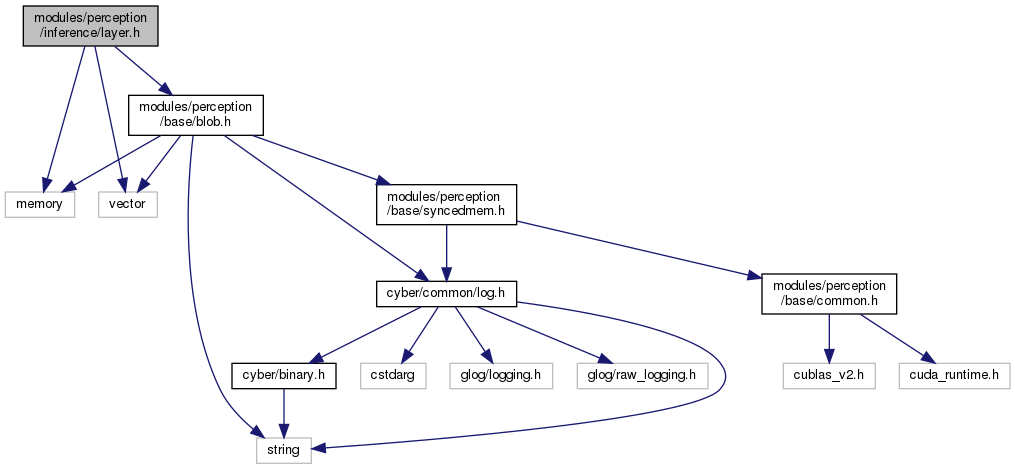 modules/perception
/inference/layer.h
modules/perception
/base/blob.h
memory
vector
modules/perception
/base/syncedmem.h
cyber/common/log.h
modules/perception
/base/common.h
cyber/binary.h
cstdarg
glog/logging.h
glog/raw_logging.h
cublas_v2.h
cuda_runtime.h
string